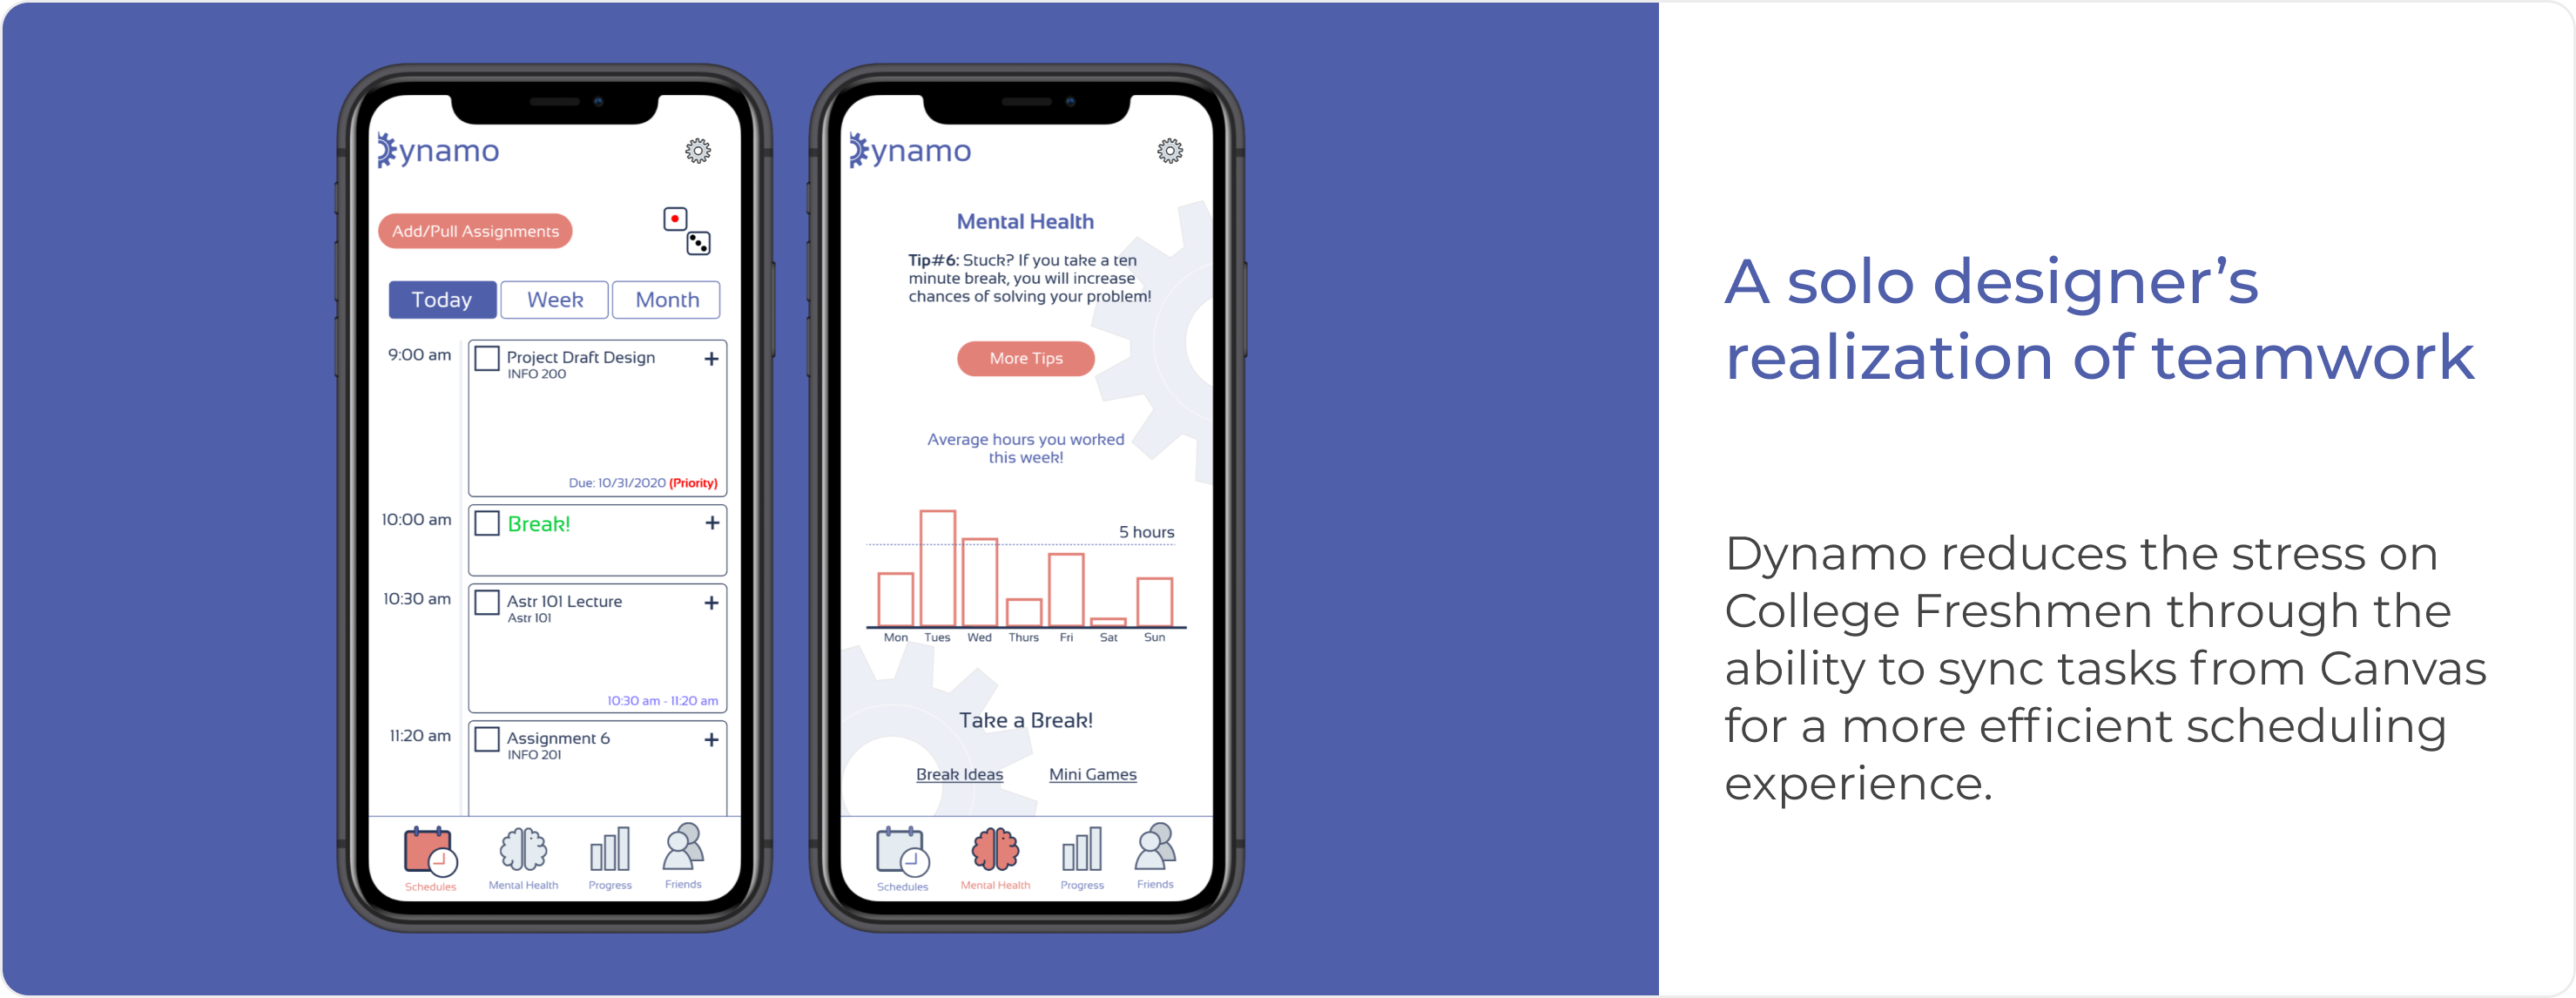 Dynamo
Add/Pull Assignments
Today Week Month
9:00 am
Project Draft Design +
INFO 200
Due: 10/31/2020 (Priority)
10:00 am
Break! +
10:30 am
Astr 101 Lecture +
Astr 101
10:30 am - 11:20 am
11:20 am
Assignment 6 +
INFO 201
Schedules Mental Health Progress Friends
Dynamo
Mental Health
Tip#6: Stuck? If you take a ten
minute break, you will increase
chances of solving your problem!
More Tips
Average hours you worked
this week!
5 hours
Mon Tues Wed Thurs Fri Sat Sun
Take a Break!
Break Ideas Mini Games
Schedules Mental Health Progress Friends
A solo designer’s
realization of teamwork
Dynamo reduces the stress on
College Freshmen through the
ability to sync tasks from Canvas
for a more efficient scheduling
experience.